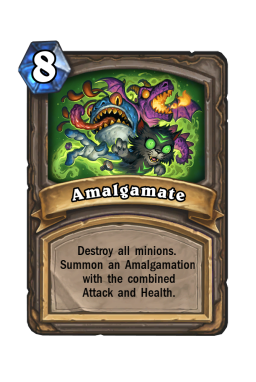 8
Amalgamate
Destroy all minions.
Summon an Amalgamation
with the combined
Attack and Health.